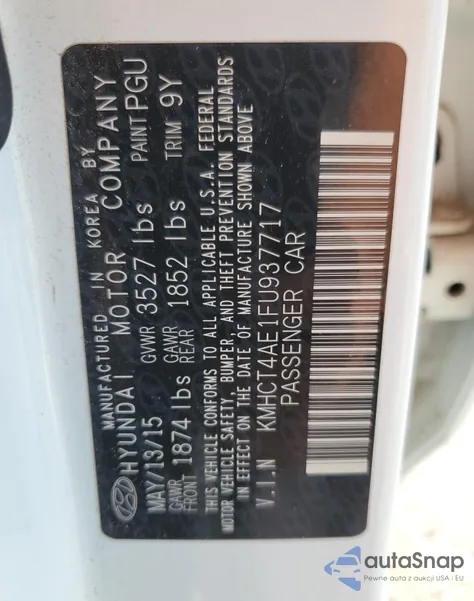 MANUFACTURED IN KOREA BY
HYUNDAI MOTOR COMPANY
MAY/13/15 GVWR 3527 lbs PAINT PGU
GAWR FRONT 1874 lbs GAWR REAR 1852 lbs TRIM 9Y
THIS VEHICLE CONFORMS TO ALL APPLICABLE U.S.A. FEDERAL
MOTOR VEHICLE SAFETY, BUMPER, AND THEFT PREVENTION STANDARDS
IN EFFECT ON THE DATE OF MANUFACTURE SHOWN ABOVE
V.I.N KMHCT4AE1FU937717
PASSENGER CAR
autoSnap
Pewne auta z aukcji USA i EU